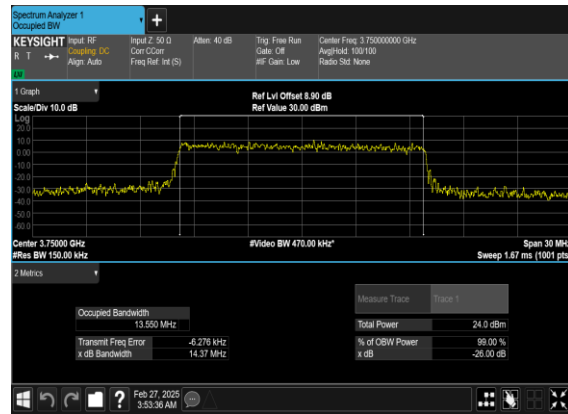 Spectrum Analyzer 1
Occupied BW
+
KEYSIGHT Input: RF Input Z: 50 Ω Atten: 40 dB Trig: Free Run Center Freq: 3.750000000 GHz
R T Coupling: DC Corr CCorr Gate: Off Avg|Hold: 100/100
Align: Auto Freq Ref: Int (S) #IF Gain: Low Radio Std: None
LXI
1 Graph
Ref Lvl Offset 8.90 dB
Scale/Div 10.0 dB Ref Value 30.00 dBm
Log
20.0
10.0
0.00
-10.0
-20.0
-30.0
-40.0
-50.0
-60.0
Center 3.75000 GHz #Video BW 470.00 kHz* Span 30 MHz
#Res BW 150.00 kHz Sweep 1.67 ms (1001 pts
2 Metrics
Measure Trace Trace 1
Occupied Bandwidth
13.550 MHz Total Power 24.0 dBm
Transmit Freq Error -6.276 kHz % of OBW Power 99.00 %
x dB Bandwidth 14.37 MHz x dB -26.00 dB
? Feb 27, 2025
3:53:36 AM